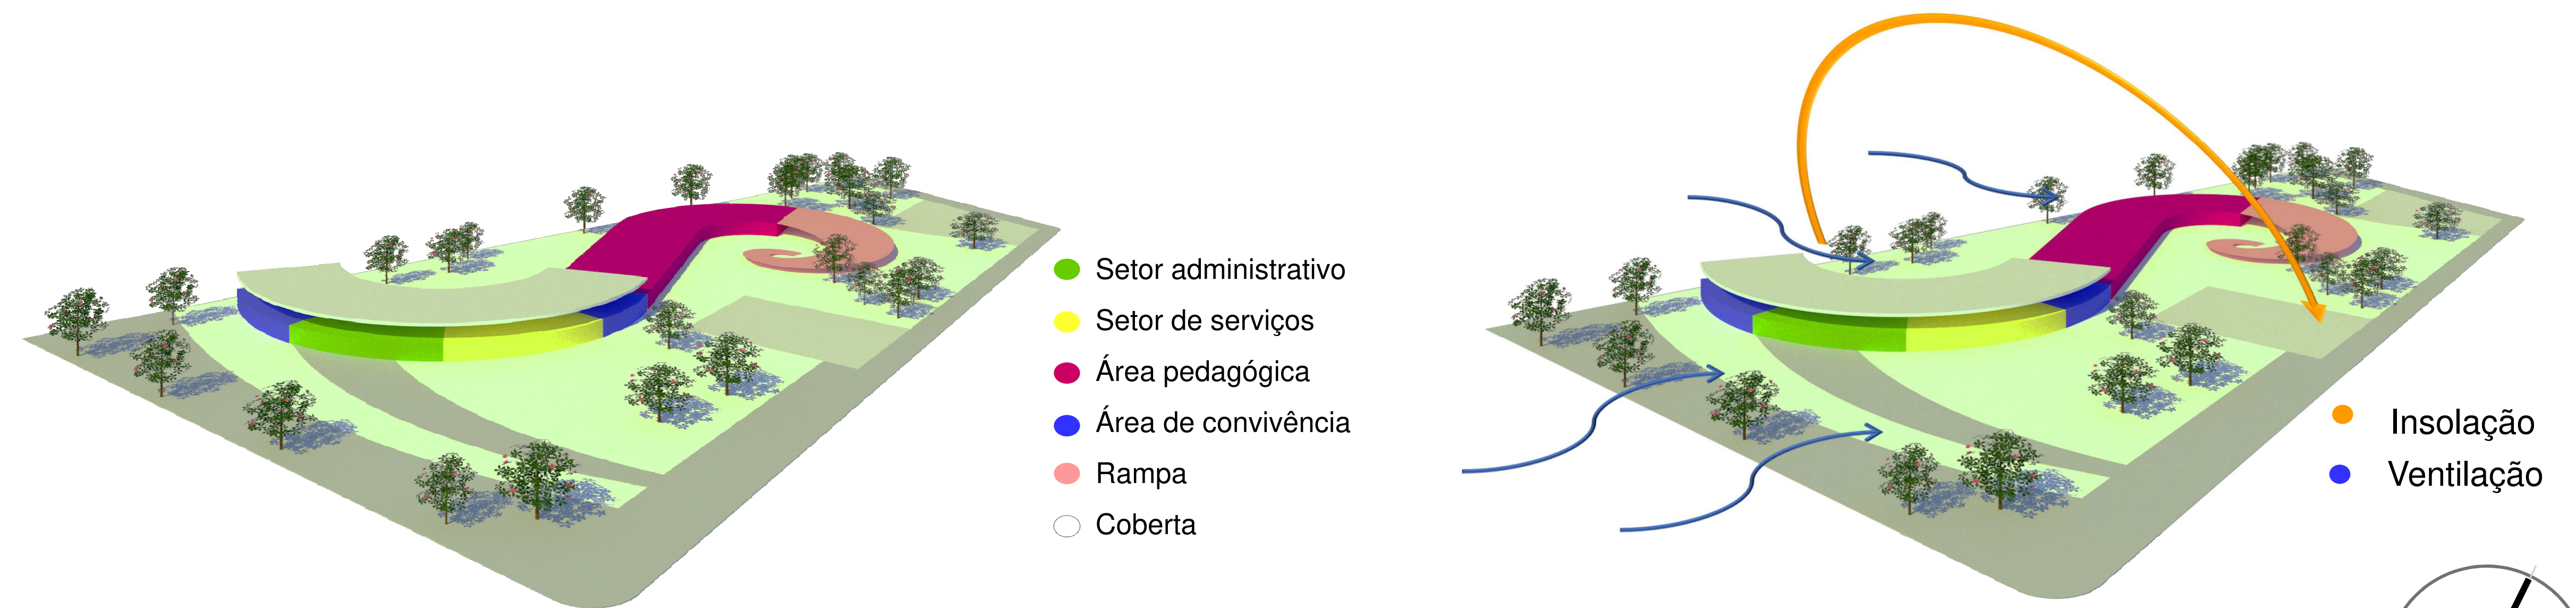 Setor administrativo
Setor de serviços
Área pedagógica
Área de convivência
Rampa
Coberta
Insolação
Ventilação